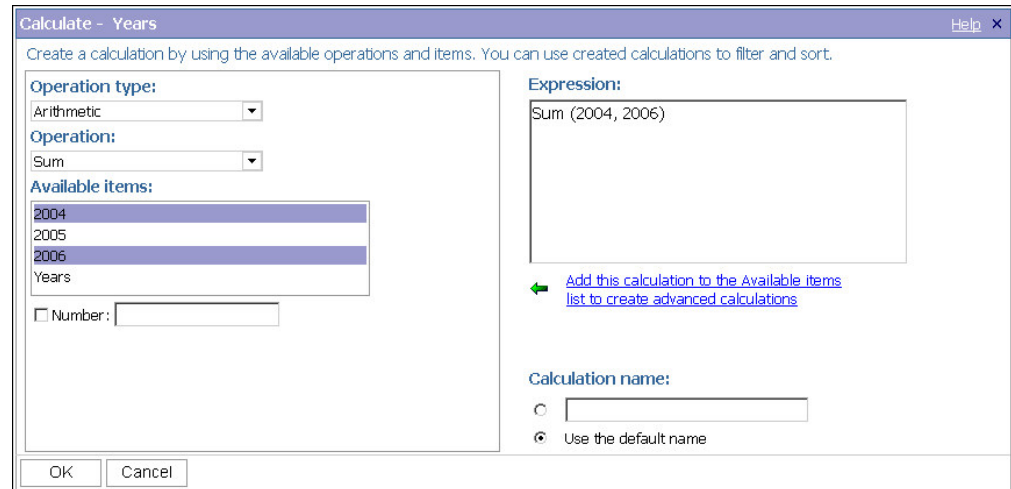 Calculate - Years
Help ×
Create a calculation by using the available operations and items. You can use created calculations to filter and sort.
Operation type:
Arithmetic
Operation:
Sum
Available items:
2004
2005
2006
Years
Number:
Expression:
Sum (2004, 2006)
Add this calculation to the Available items
list to create advanced calculations
Calculation name:
Use the default name
OK
Cancel